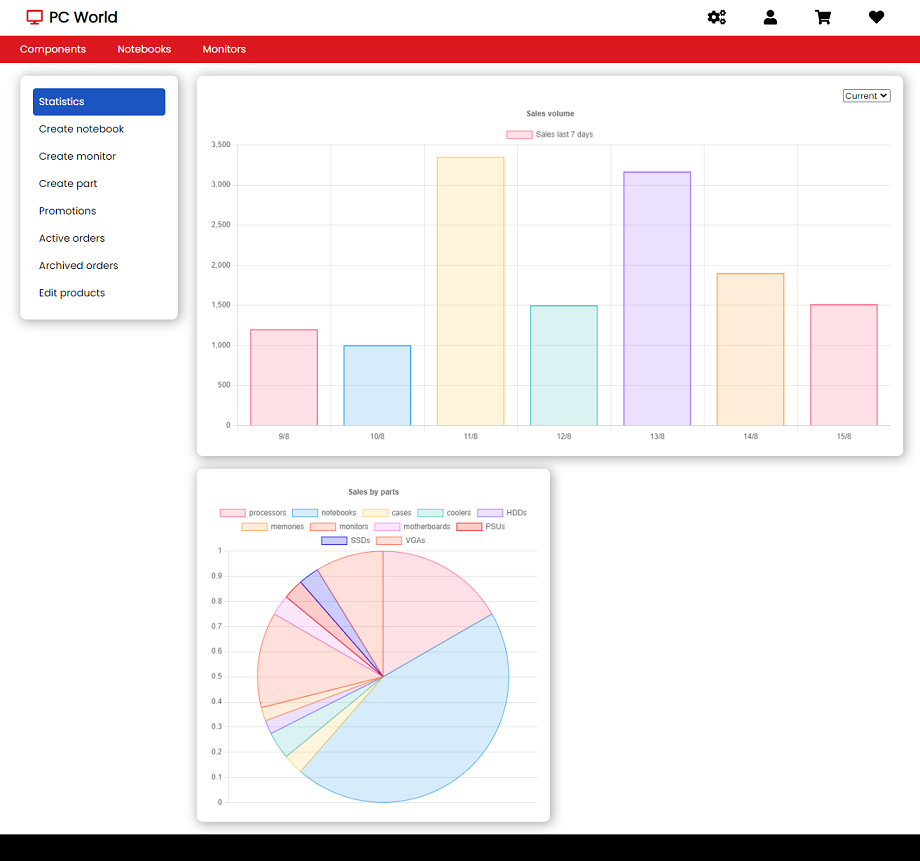 PC World
Components Notebooks Monitors
Statistics
Create notebook
Create monitor
Create part
Promotions
Active orders
Archived orders
Edit products
Current
Sales volume
Sales last 7 days
3,500
3,000
2,500
2,000
1,500
1,000
500
0
9/8 10/8 11/8 12/8 13/8 14/8 15/8
Sales by parts
processors notebooks cases coolers HDDs
memories monitors motherboards PSUs
SSDs VGAs
1
0.9
0.8
0.7
0.6
0.5
0.4
0.3
0.2
0.1
0